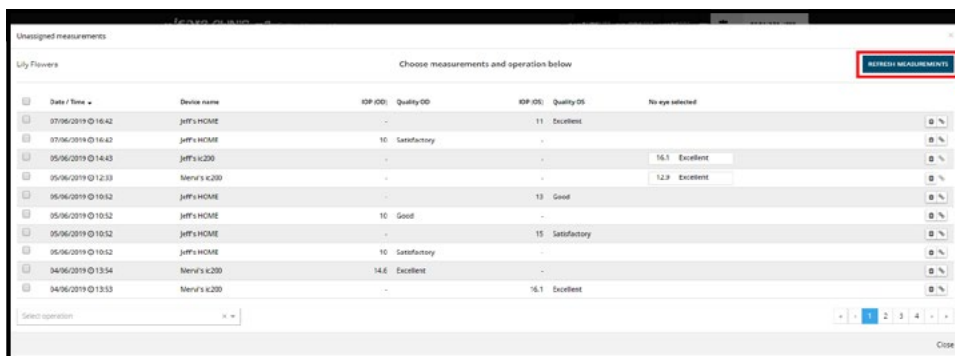 Unassigned measurements
Lily Flowers Choose measurements and operation below REFRESH MEASUREMENTS
Date / Time Device name IOP (OD) Quality OD IOP (OS) Quality OS No eye selected
07/06/2019 16:42 Jeff's HOME - 11 Excellent
07/06/2019 16:42 Jeff's HOME 10 Satisfactory -
05/06/2019 14:43 Jeff's ic200 - - 16.1 Excellent
05/06/2019 12:33 Mervi's ic200 - - 12.9 Excellent
05/06/2019 10:52 Jeff's HOME - 13 Good
05/06/2019 10:52 Jeff's HOME 10 Good -
05/06/2019 10:52 Jeff's HOME - 15 Satisfactory
05/06/2019 10:52 Jeff's HOME 10 Satisfactory -
04/06/2019 13:54 Mervi's ic200 14.6 Excellent -
04/06/2019 13:53 Mervi's ic200 - 16.1 Excellent
Select operation 1 2 3 4
Close